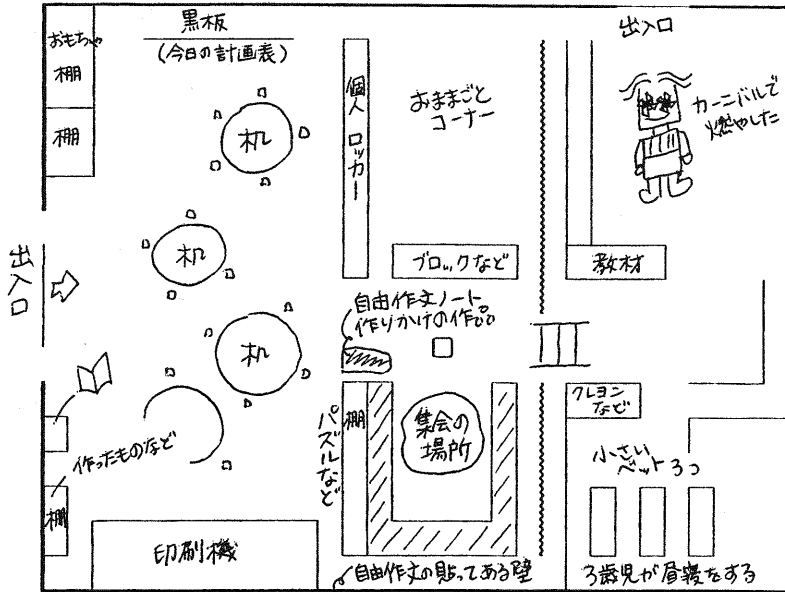 黒板
(今日の計画表)
おもちゃ
棚
棚
机
机
机
個人ロッカー
おままごと
コーナー
出入口
カーニバルで
燃やした
出入口
ブロックなど
教材
自由作文ノート
作りかけの作品
クレヨン
など
集会の
場所
棚
パズルなど
作ったものなど
棚
小さい
ベット3つ
印刷機
自由作文の貼ってある壁
3歳児が昼寝をする